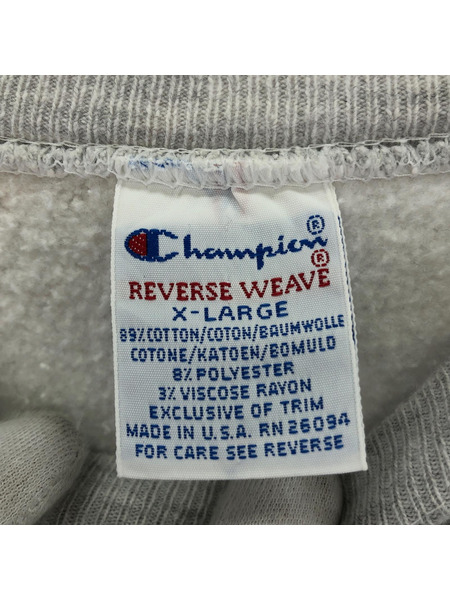 Champion®
REVERSE WEAVE®
X-LARGE
89% COTTON/COTON/BAUMWOLLE
COTONE/KATOEN/BOMULD
8% POLYESTER
3% VISCOSE RAYON
EXCLUSIVE OF TRIM
MADE IN U.S.A. RN 26094
FOR CARE SEE REVERSE